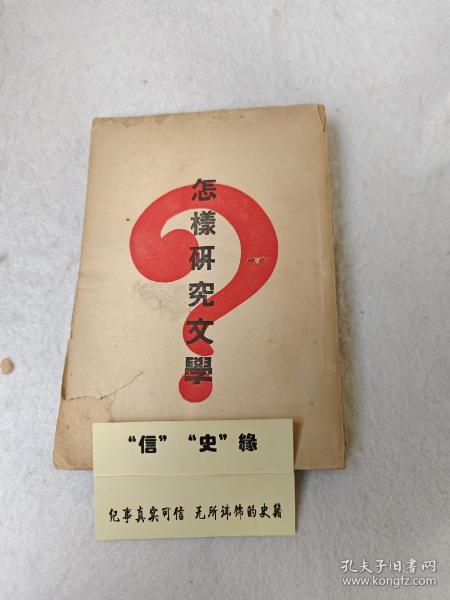 怎樣研究文學
“信” “史”緣
纪事真实可信 无所讳饰的史籍
孔夫子旧书网
www.kongfz.com